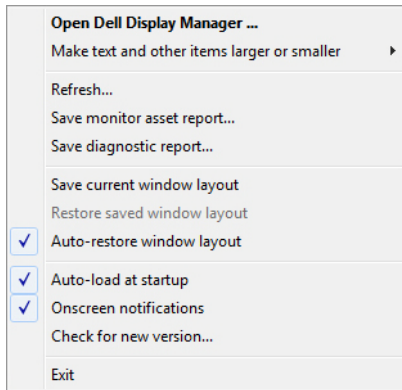 Open Dell Display Manager ...
Make text and other items larger or smaller
Refresh...
Save monitor asset report...
Save diagnostic report...
Save current window layout
Restore saved window layout
Auto-restore window layout
Auto-load at startup
Onscreen notifications
Check for new version...
Exit